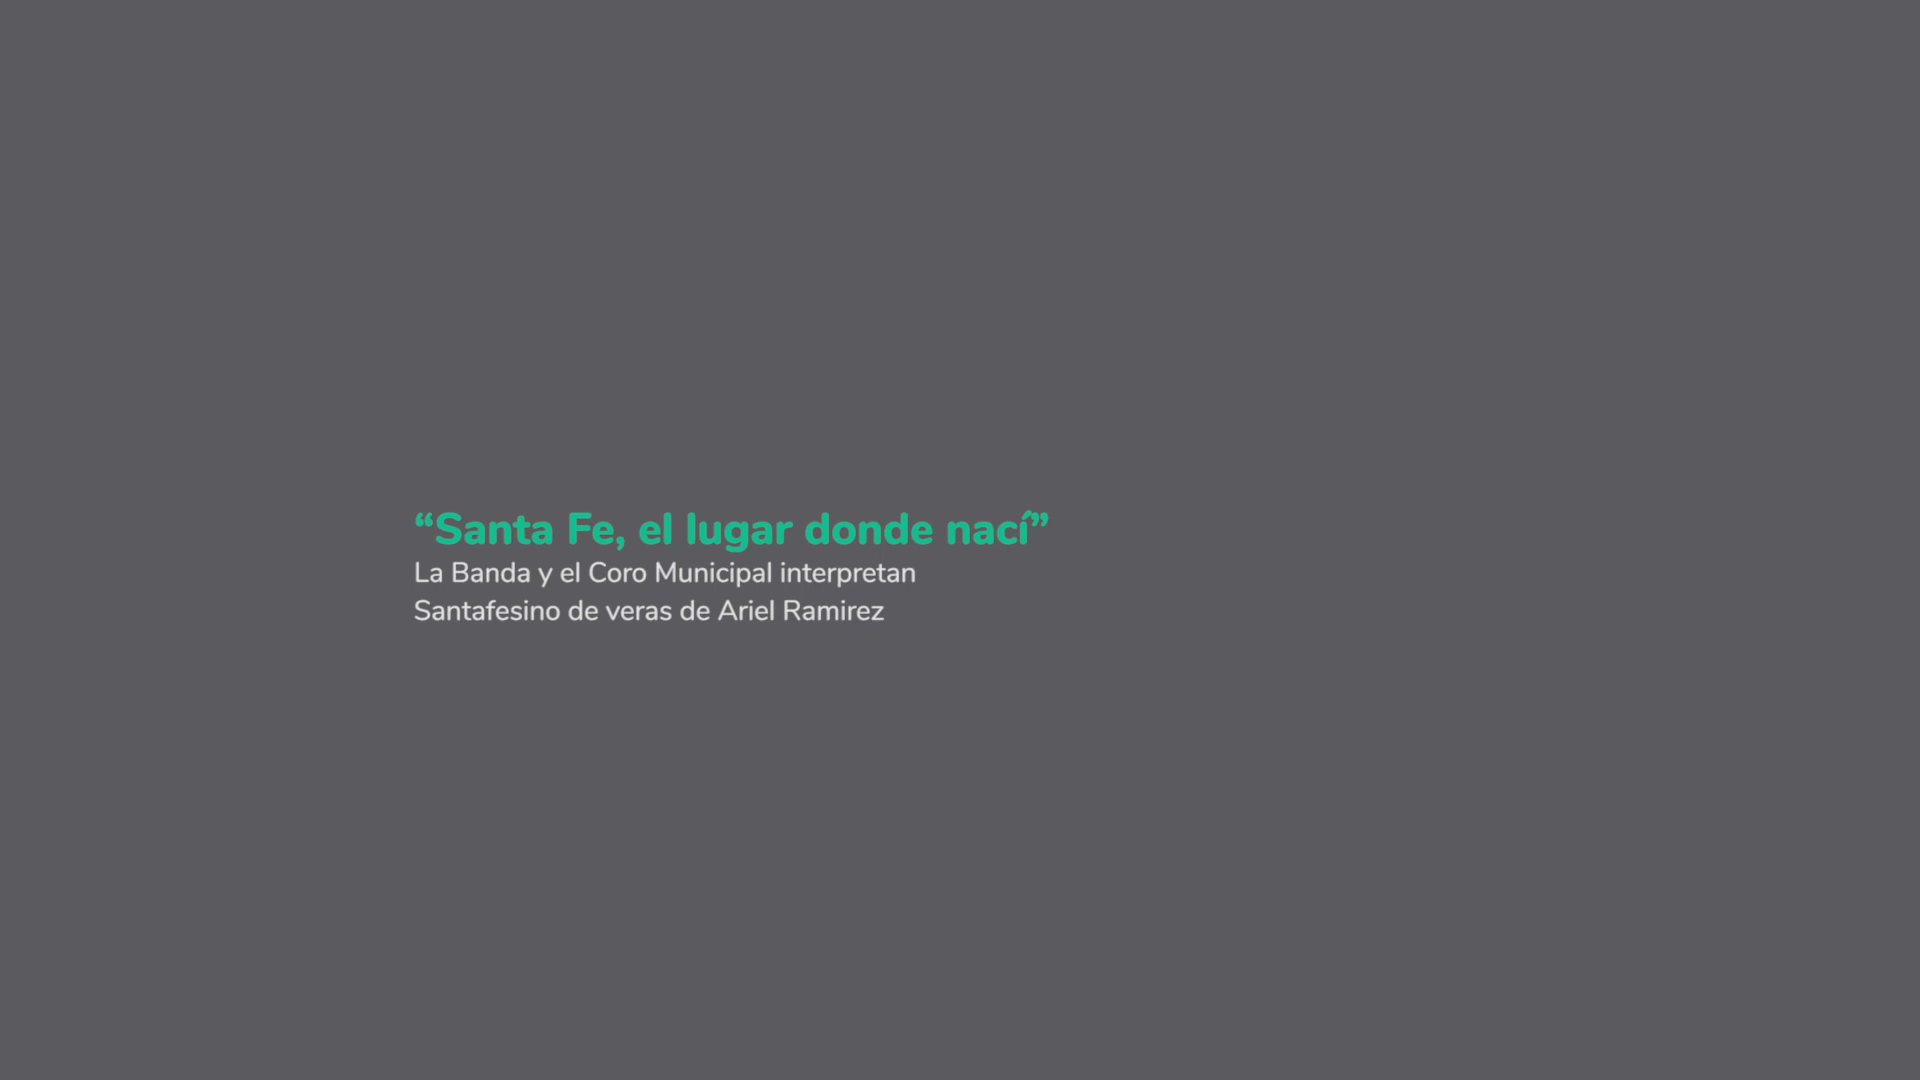 “Santa Fe, el lugar donde nací”
La Banda y el Coro Municipal interpretan
Santafesino de veras de Ariel Ramirez